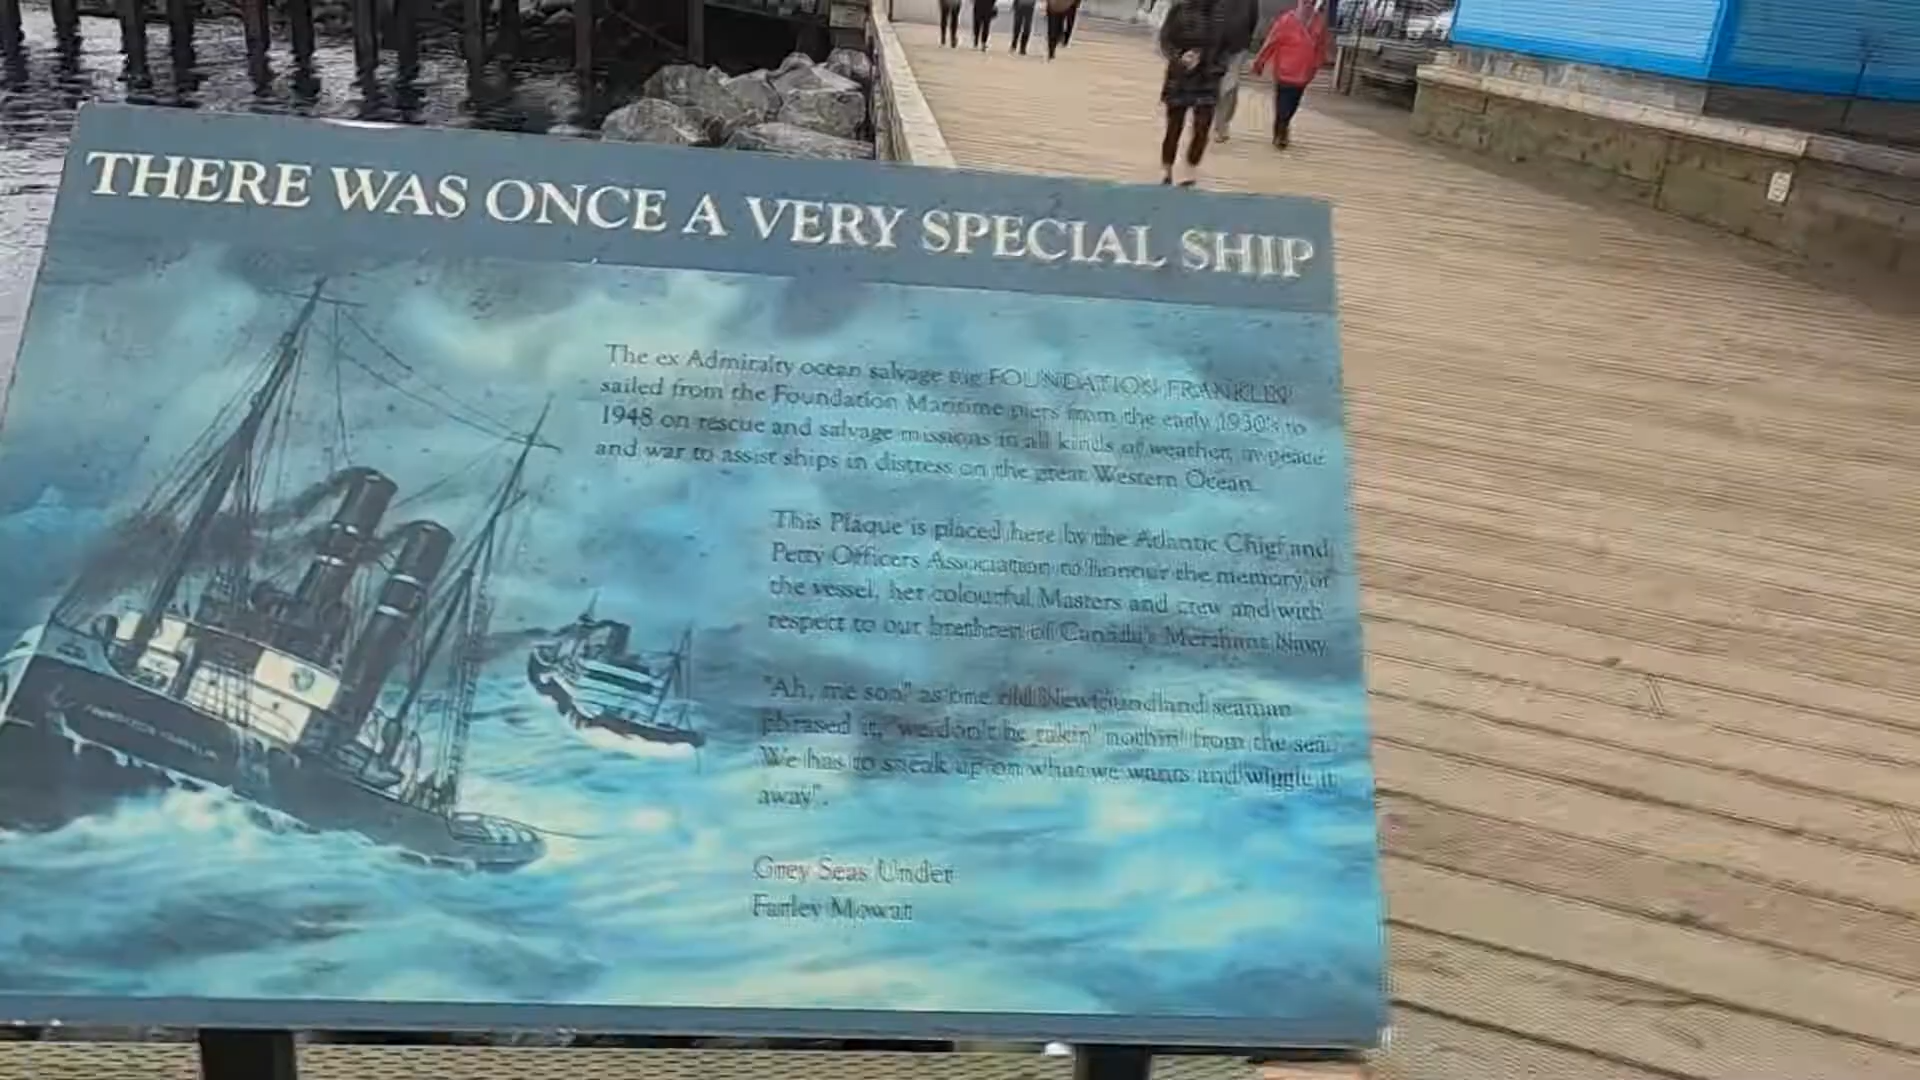 THERE WAS ONCE A VERY SPECIAL SHIP
The ex Admiralty ocean salvage tug FOUNDATION FRANKLIN
sailed from the Foundation Maritime piers from the early 1930's to
1948 on rescue and salvage missions in all kinds of weather, in peace
and war to assist ships in distress on the great Western Ocean.
This Plaque is placed here by the Atlantic Chief and
Petty Officers Association to honour the memory of
the vessel, her colourful Masters and crew and with
respect to our brethren of Canada's Merchant Navy
"Ah, me son" as one old Newfoundland seaman
phrased it, "we don't be takin' nothin' from the sea.
We has to sneak up on what we wants and wiggle it
away".
Grey Seas Under
Farley Mowat